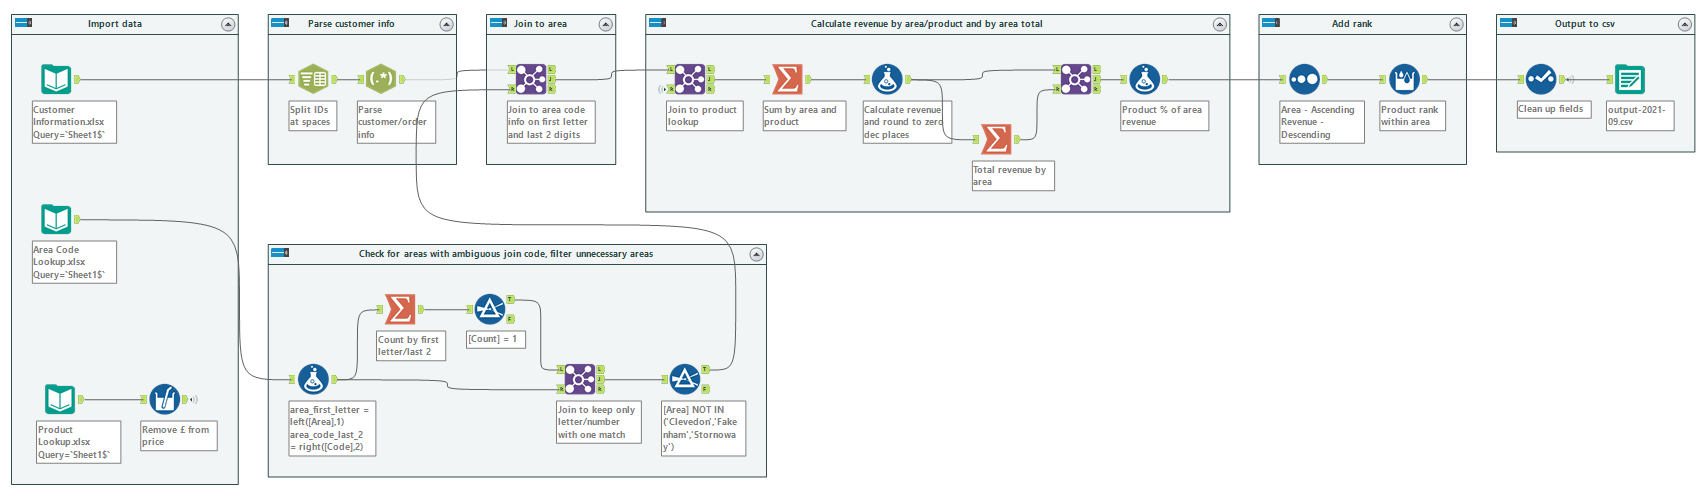 Import data
Customer
Information.xlsx
Query=`Sheet1$`
Area Code
Lookup.xlsx
Query=`Sheet1$`
Product
Lookup.xlsx
Query=`Sheet1$`
Remove £ from
price
Parse customer info
Split IDs
at spaces
Parse
customer/order
info
Join to area
Join to area code
info on first letter
and last 2 digits
Check for areas with ambiguous join code, filter unnecessary areas
area_first_letter =
left([Area],1)
area_code_last_2
= right([Code],2)
Count by first
letter/last 2
[Count] = 1
Join to keep only
letter/number
with one match
[Area] NOT IN
('Clevedon','Fake
nham','Stornowa
y')
Calculate revenue by area/product and by area total
Join to product
lookup
Sum by area and
product
Calculate revenue
and round to zero
dec places
Total revenue by
area
Product % of area
revenue
Add rank
Area - Ascending
Revenue -
Descending
Product rank
within area
Output to csv
Clean up fields
output-2021-
09.csv